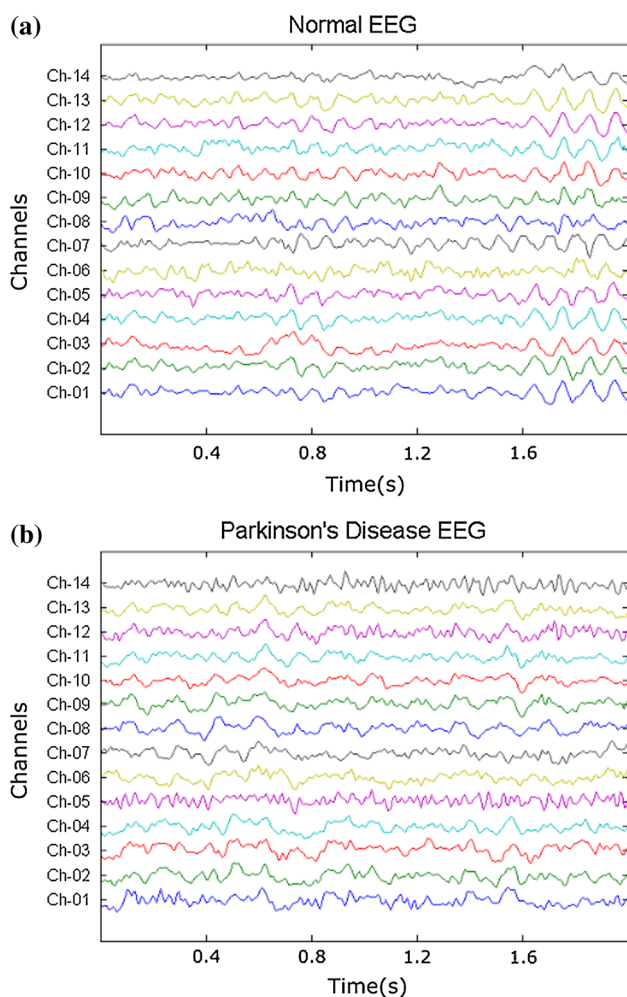 (a)
Normal EEG
Channels
Ch-14
Ch-13
Ch-12
Ch-11
Ch-10
Ch-09
Ch-08
Ch-07
Ch-06
Ch-05
Ch-04
Ch-03
Ch-02
Ch-01
0.4 0.8 1.2 1.6
Time(s)
(b)
Parkinson's Disease EEG
Channels
Ch-14
Ch-13
Ch-12
Ch-11
Ch-10
Ch-09
Ch-08
Ch-07
Ch-06
Ch-05
Ch-04
Ch-03
Ch-02
Ch-01
0.4 0.8 1.2 1.6
Time(s)